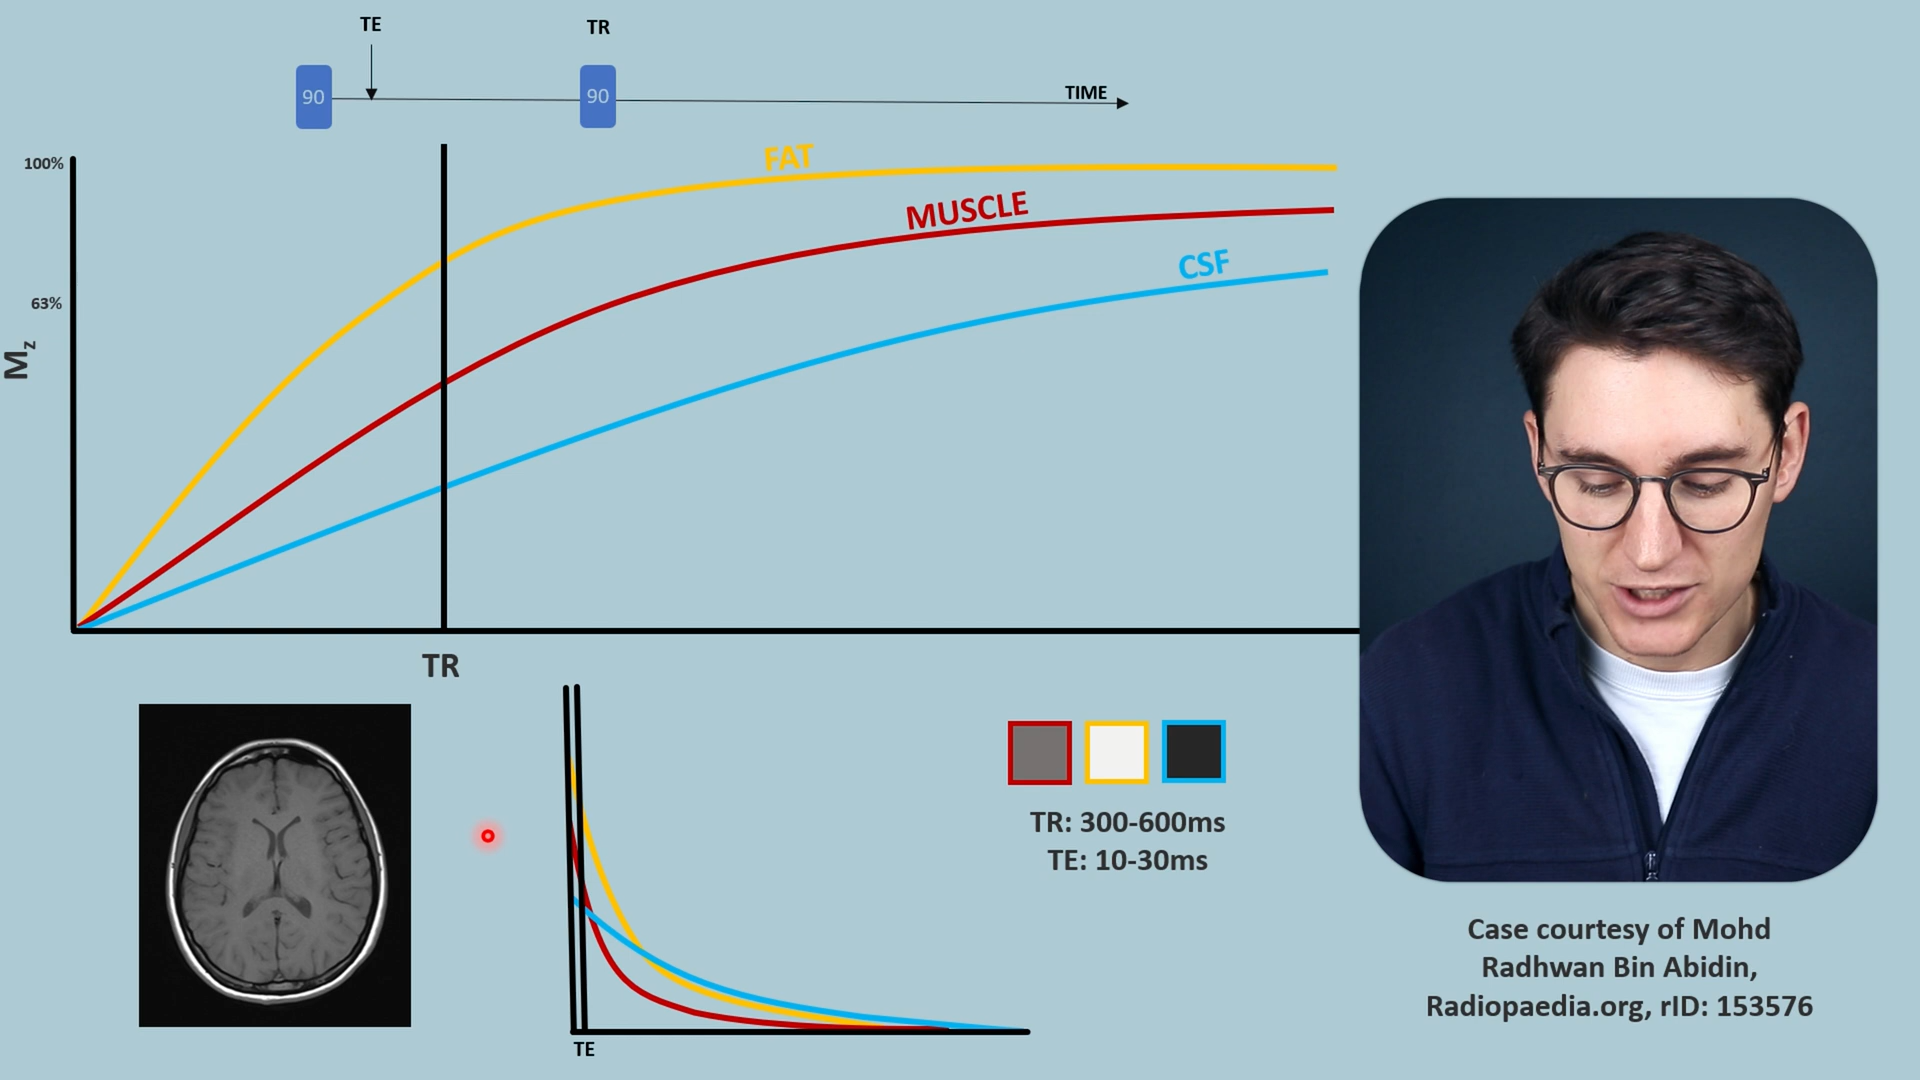 TE
TR
90
90
TIME
100%
FAT
MUSCLE
CSF
63%
Mz
TR
TR: 300-600ms
TE: 10-30ms
TE
Case courtesy of Mohd
Radhwan Bin Abidin,
Radiopaedia.org, rID: 153576